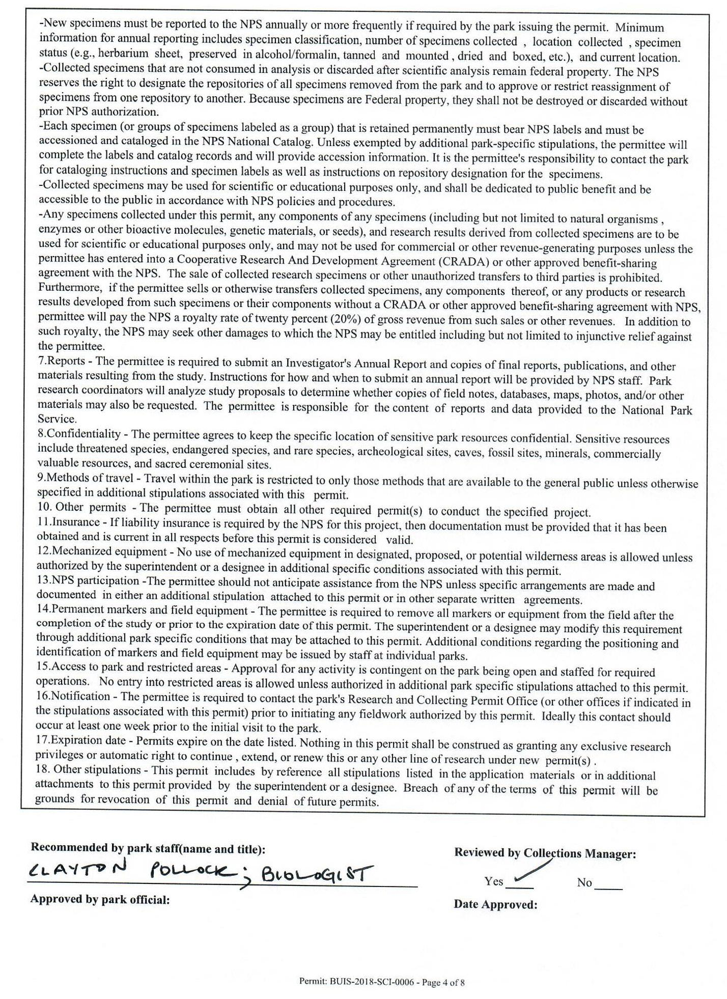 -New specimens must be reported to the NPS annually or more frequently if required by the park issuing the permit.  Minimum
information for annual reporting includes specimen classification, number of specimens collected , location collected , specimen
status (e.g., herbarium sheet, preserved in alcohol/formalin, tanned and mounted , dried and boxed, etc.), and current location.
-Collected specimens that are not consumed in analysis or discarded after scientific analysis remain federal property. The NPS
reserves the right to designate the repositories of all specimens removed from the park and to approve or restrict reassignment of
specimens from one repository to another. Because specimens are Federal property, they shall not be destroyed or discarded without
prior NPS authorization.
-Each specimen (or groups of specimens labeled as a group) that is retained permanently must bear NPS labels and must be
accessioned and cataloged in the NPS National Catalog. Unless exempted by additional park-specific stipulations, the permittee will
complete the labels and catalog records and will provide accession information. It is the permittee's responsibility to contact the park
for cataloging instructions and specimen labels as well as instructions on repository designation for the specimens.
-Collected specimens may be used for scientific or educational purposes only, and shall be dedicated to public benefit and be
accessible to the public in accordance with NPS policies and procedures.
-Any specimens collected under this permit, any components of any specimens (including but not limited to natural organisms ,
enzymes or other bioactive molecules, genetic materials, or seeds), and research results derived from collected specimens are to be
used for scientific or educational purposes only, and may not be used for commercial or other revenue-generating purposes unless the
permittee has entered into a Cooperative Research And Development Agreement (CRADA) or other approved benefit-sharing
agreement with the NPS.  The sale of collected research specimens or other unauthorized transfers to third parties is prohibited.
Furthermore, if the permittee sells or otherwise transfers collected specimens, any components thereof, or any products or research
results developed from such specimens or their components without a CRADA or other approved benefit-sharing agreement with NPS,
permittee will pay the NPS a royalty rate of twenty percent (20%) of gross revenue from such sales or other revenues.  In addition to
such royalty, the NPS may seek other damages to which the NPS may be entitled including but not limited to injunctive relief against
the permittee.
7.Reports - The permittee is required to submit an Investigator's Annual Report and copies of final reports, publications, and other
materials resulting from the study. Instructions for how and when to submit an annual report will be provided by NPS staff.  Park
research coordinators will analyze study proposals to determine whether copies of field notes, databases, maps, photos, and/or other
materials may also be requested.  The permittee is responsible for the content of reports and data provided to the National Park
Service.
8.Confidentiality - The permittee agrees to keep the specific location of sensitive park resources confidential. Sensitive resources
include threatened species, endangered species, and rare species, archeological sites, caves, fossil sites, minerals, commercially
valuable resources, and sacred ceremonial sites.
9.Methods of travel - Travel within the park is restricted to only those methods that are available to the general public unless otherwise
specified in additional stipulations associated with this permit.
10. Other permits - The permittee must obtain all other required permit(s) to conduct the specified project.
11.Insurance - If liability insurance is required by the NPS for this project, then documentation must be provided that it has been
obtained and is current in all respects before this permit is considered valid.
12.Mechanized equipment - No use of mechanized equipment in designated, proposed, or potential wilderness areas is allowed unless
authorized by the superintendent or a designee in additional specific conditions associated with this permit.
13.NPS participation -The permittee should not anticipate assistance from the NPS unless specific arrangements are made and
documented in either an additional stipulation attached to this permit or in other separate written agreements.
14.Permanent markers and field equipment - The permittee is required to remove all markers or equipment from the field after the
completion of the study or prior to the expiration date of this permit. The superintendent or a designee may modify this requirement
through additional park specific conditions that may be attached to this permit. Additional conditions regarding the positioning and
identification of markers and field equipment may be issued by staff at individual parks.
15.Access to park and restricted areas - Approval for any activity is contingent on the park being open and staffed for required
operations.  No entry into restricted areas is allowed unless authorized in additional park specific stipulations attached to this permit.
16.Notification - The permittee is required to contact the park's Research and Collecting Permit Office (or other offices if indicated in
the stipulations associated with this permit) prior to initiating any fieldwork authorized by this permit.  Ideally this contact should
occur at least one week prior to the initial visit to the park.
17.Expiration date - Permits expire on the date listed. Nothing in this permit shall be construed as granting any exclusive research
privileges or automatic right to continue , extend, or renew this or any other line of research under new permit(s) .
18. Other stipulations - This permit includes by reference all stipulations listed in the application materials or in additional
attachments to this permit provided by the superintendent or a designee.  Breach of any of the terms of this permit will be
grounds for revocation of this permit and denial of future permits.
Recommended by park staff(name and title):
CLAYTON POLLOCK; BIOLOGIST
Reviewed by Collections Manager:
Yes ✓ No
Approved by park official:
Date Approved:
Permit: BUIS-2018-SCI-0006 - Page 4 of 8